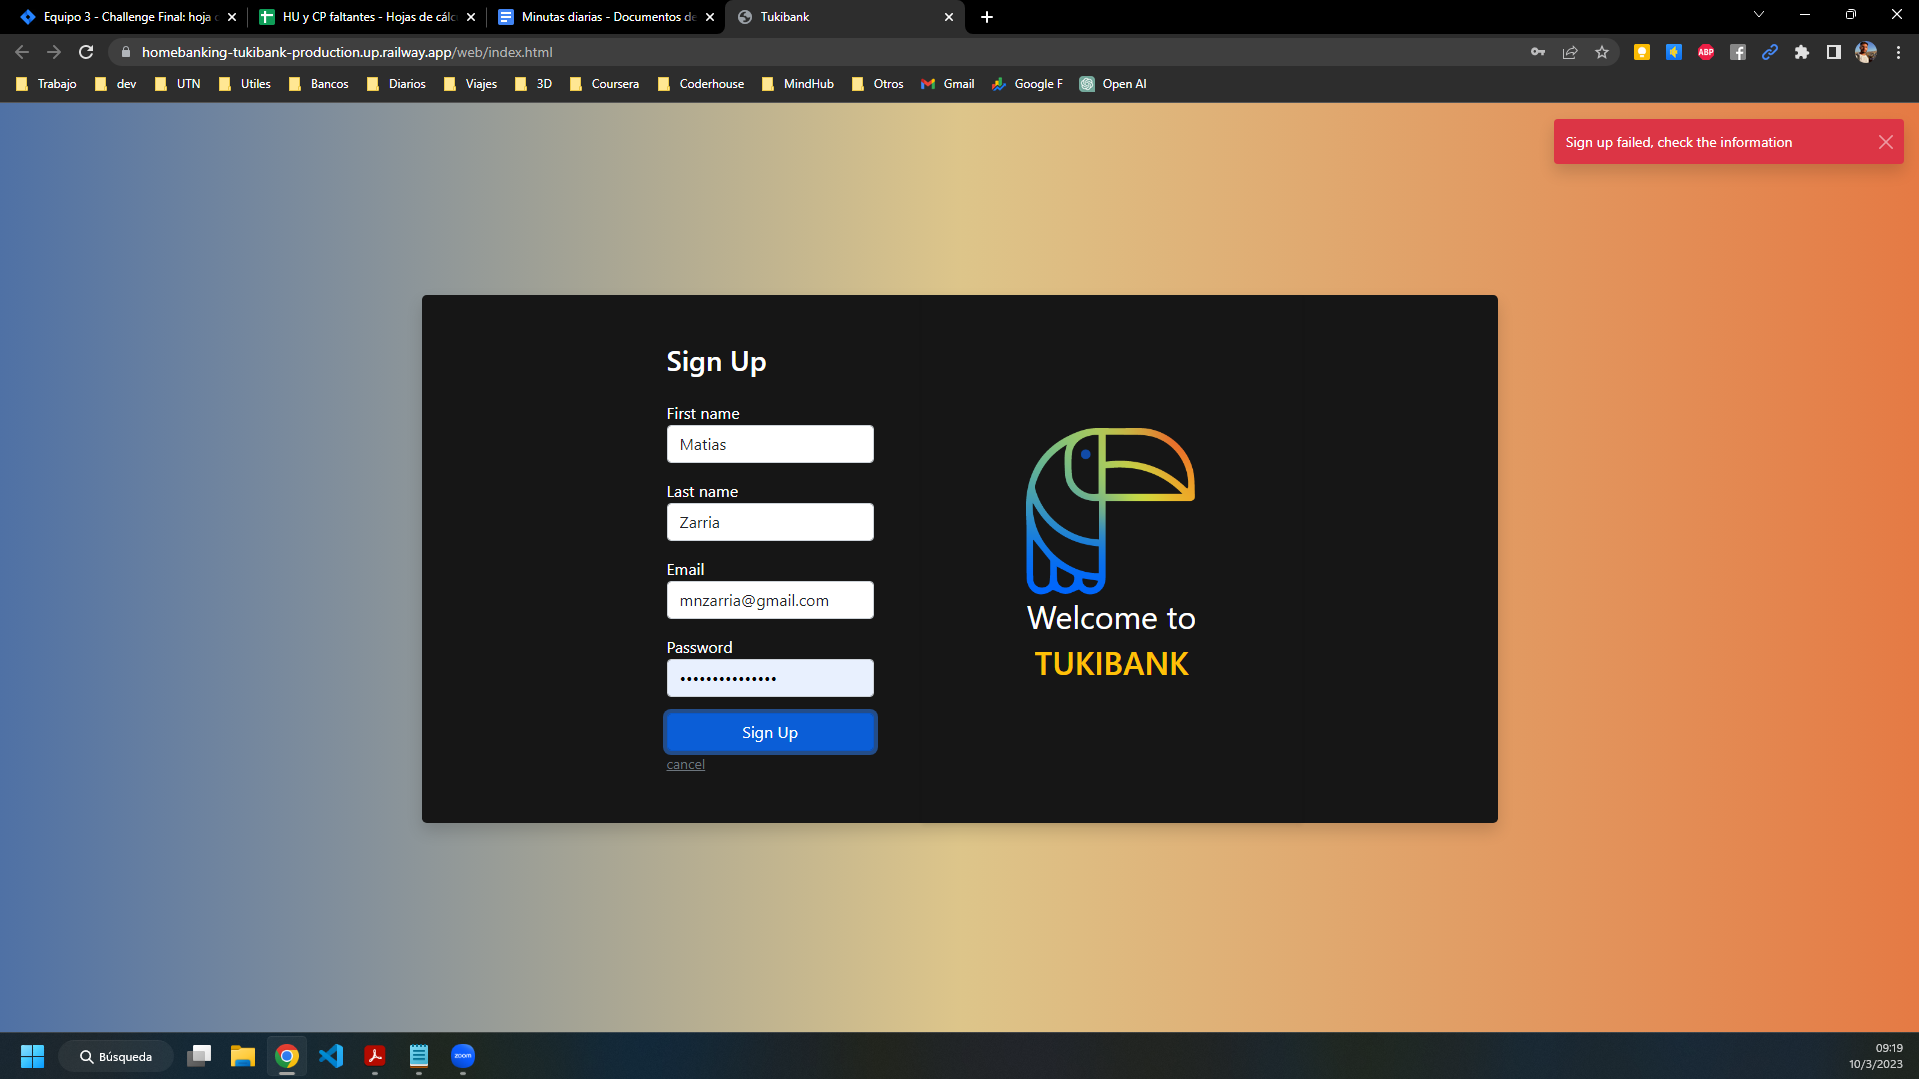 Equipo 3 - Challenge Final: hoja
HU y CP faltantes - Hojas de cálc
Minutas diarias - Documentos de
Tukibank
homebanking-tukibank-production.up.railway.app/web/index.html
ABP
Trabajo
dev
UTN
Utiles
Bancos
Diarios
Viajes
3D
Coursera
Coderhouse
MindHub
Otros
Gmail
Google F
Open AI
Sign up failed, check the information
Sign Up
First name
Matias
Last name
Zarria
Email
mnzarria@gmail.com
Password
•••••••••••••••
Sign Up
cancel
Welcome to
TUKIBANK
Búsqueda
zoom
09:19
10/3/2023